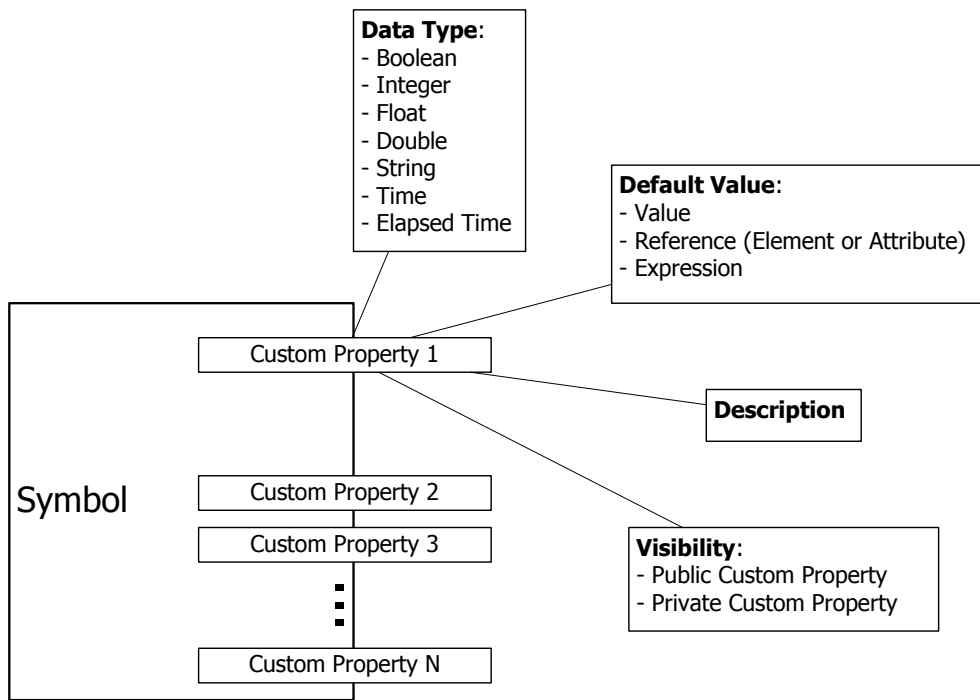 Data Type:
- Boolean
- Integer
- Float
- Double
- String
- Time
- Elapsed Time
Default Value:
- Value
- Reference (Element or Attribute)
- Expression
Custom Property 1
Description
Symbol
Custom Property 2
Custom Property 3
Visibility:
- Public Custom Property
- Private Custom Property
Custom Property N